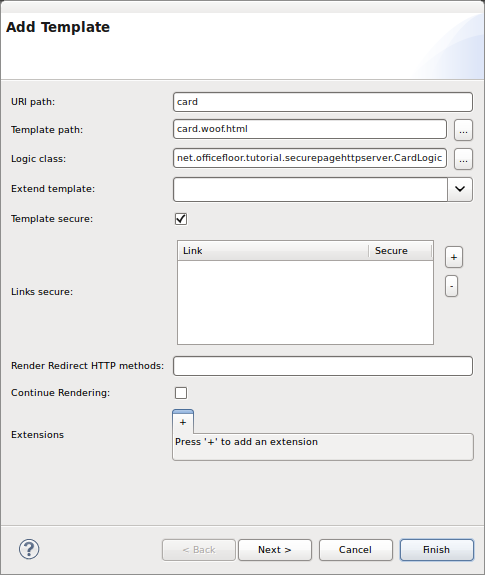 Add Template
URI path: card
Template path: card.woof.html ...
Logic class: net.officefloor.tutorial.securepagehttpserver.CardLogic ...
Extend template:
Template secure:
Link Secure
+
Links secure:
-
Render Redirect HTTP methods:
Continue Rendering:
+
Extensions
Press '+' to add an extension
? < Back Next > Cancel Finish